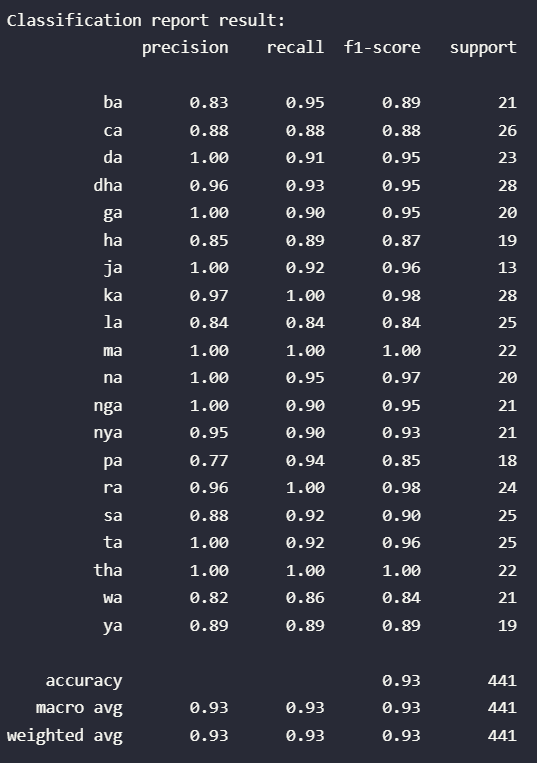 Classification report result:
precision recall f1-score support
ba 0.83 0.95 0.89 21
ca 0.88 0.88 0.88 26
da 1.00 0.91 0.95 23
dha 0.96 0.93 0.95 28
ga 1.00 0.90 0.95 20
ha 0.85 0.89 0.87 19
ja 1.00 0.92 0.96 13
ka 0.97 1.00 0.98 28
la 0.84 0.84 0.84 25
ma 1.00 1.00 1.00 22
na 1.00 0.95 0.97 20
nga 1.00 0.90 0.95 21
nya 0.95 0.90 0.93 21
pa 0.77 0.94 0.85 18
ra 0.96 1.00 0.98 24
sa 0.88 0.92 0.90 25
ta 1.00 0.92 0.96 25
tha 1.00 1.00 1.00 22
wa 0.82 0.86 0.84 21
ya 0.89 0.89 0.89 19
accuracy 0.93 441
macro avg 0.93 0.93 0.93 441
weighted avg 0.93 0.93 0.93 441